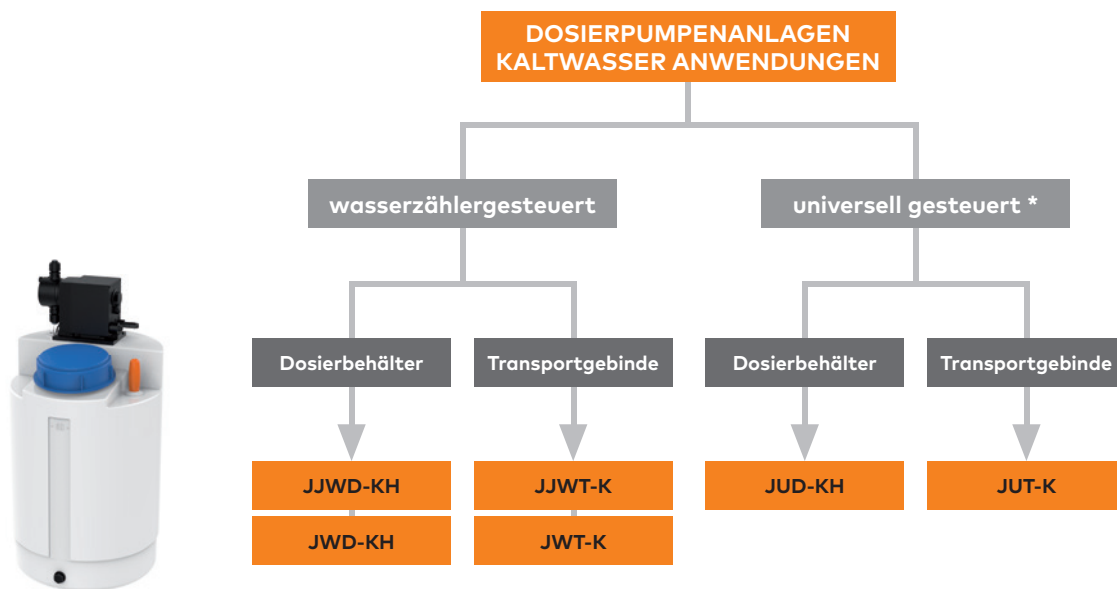 DOSIERPUMPENANLAGEN
KALTWASSER ANWENDUNGEN
wasserzählergesteuert
universell gesteuert *
Dosierbehälter
Transportgebinde
Dosierbehälter
Transportgebinde
JJWD-KH
JJWT-K
JUD-KH
JUT-K
JWD-KH
JWT-K